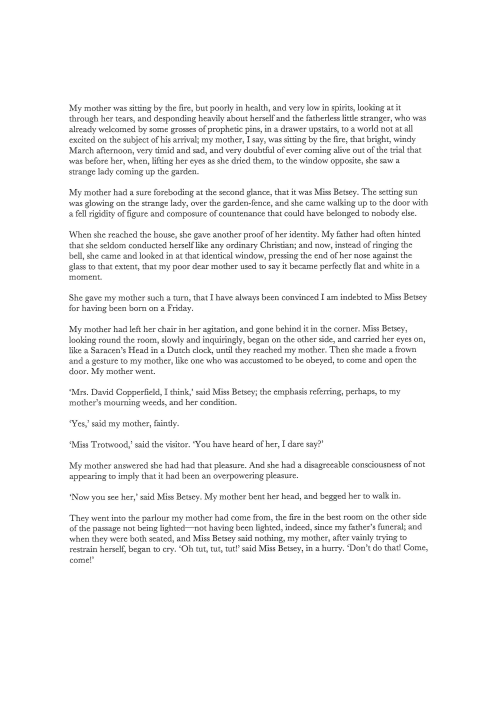 My mother was sitting by the fire, but poorly in health, and very low in spirits, looking at it
through her tears, and desponding heavily about herself and the fatherless little stranger, who was
already welcomed by some grosses of prophetic pins, in a drawer upstairs, to a world not at all
excited on the subject of his arrival; my mother, I say, was sitting by the fire, that bright, windy
March afternoon, very timid and sad, and very doubtful of ever coming alive out of the trial that
was before her, when, lifting her eyes as she dried them, to the window opposite, she saw a
strange lady coming up the garden.
My mother had a sure foreboding at the second glance, that it was Miss Betsey. The setting sun
was glowing on the strange lady, over the garden-fence, and she came walking up to the door with
a fell rigidity of figure and composure of countenance that could have belonged to nobody else.
When she reached the house, she gave another proof of her identity. My father had often hinted
that she seldom conducted herself like any ordinary Christian; and now, instead of ringing the
bell, she came and looked in at that identical window, pressing the end of her nose against the
glass to that extent, that my poor dear mother used to say it became perfectly flat and white in a
moment.
She gave my mother such a turn, that I have always been convinced I am indebted to Miss Betsey
for having been born on a Friday.
My mother had left her chair in her agitation, and gone behind it in the corner. Miss Betsey,
looking round the room, slowly and inquiringly, began on the other side, and carried her eyes on,
like a Saracen's Head in a Dutch clock, until they reached my mother. Then she made a frown
and a gesture to my mother, like one who was accustomed to be obeyed, to come and open the
door. My mother went.
‘Mrs. David Copperfield, I think,’ said Miss Betsey; the emphasis referring, perhaps, to my
mother's mourning weeds, and her condition.
‘Yes,’ said my mother, faintly.
‘Miss Trotwood,’ said the visitor. ‘You have heard of her, I dare say?’
My mother answered she had had that pleasure. And she had a disagreeable consciousness of not
appearing to imply that it had been an overpowering pleasure.
‘Now you see her,’ said Miss Betsey. My mother bent her head, and begged her to walk in.
They went into the parlour my mother had come from, the fire in the best room on the other side
of the passage not being lighted—not having been lighted, indeed, since my father's funeral; and
when they were both seated, and Miss Betsey said nothing, my mother, after vainly trying to
restrain herself, began to cry. ‘Oh tut, tut, tut!’ said Miss Betsey, in a hurry. ‘Don't do that! Come,
come!’